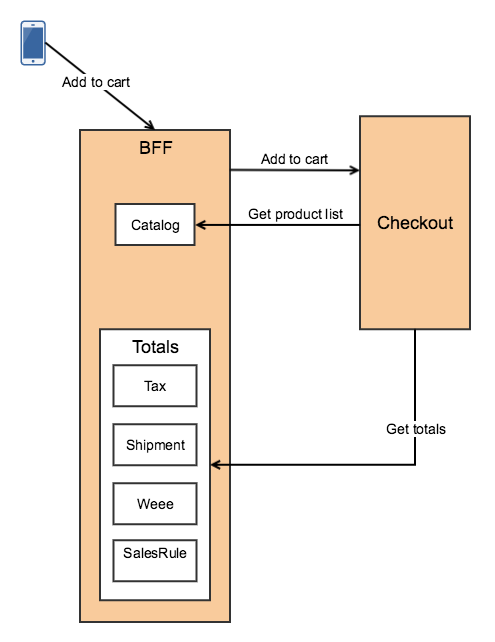 Add to cart
BFF
Add to cart
Catalog
Get product list
Checkout
Totals
Tax
Shipment
Get totals
Weee
SalesRule